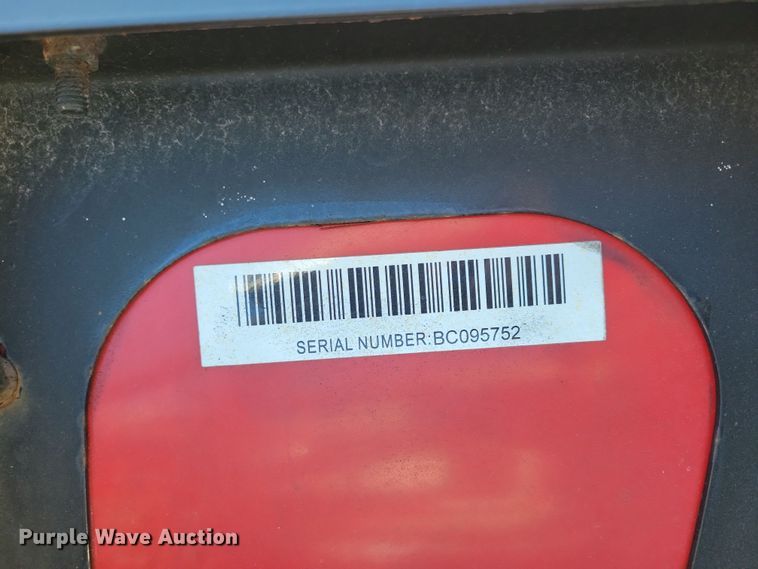 SERIAL NUMBER:BC095752
Purple Wave Auction